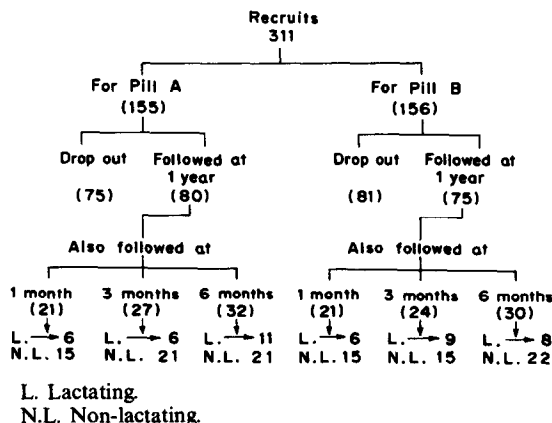 Recruits
311
For Pill A For Pill B
(155) (156)
Drop out Followed at Drop out Followed at
1 year 1 year
(75) (80) (81) (75)
Also followed at Also followed at
1 month 3 months 6 months 1 month 3 months 6 months
(21) (27) (32) (21) (24) (30)
L. → 6 L. → 6 L. → 11 L. → 6 L. → 9 L. → 8
N.L. 15 N.L. 21 N.L. 21 N.L. 15 N.L. 15 N.L. 22
L. Lactating.
N.L. Non-lactating.